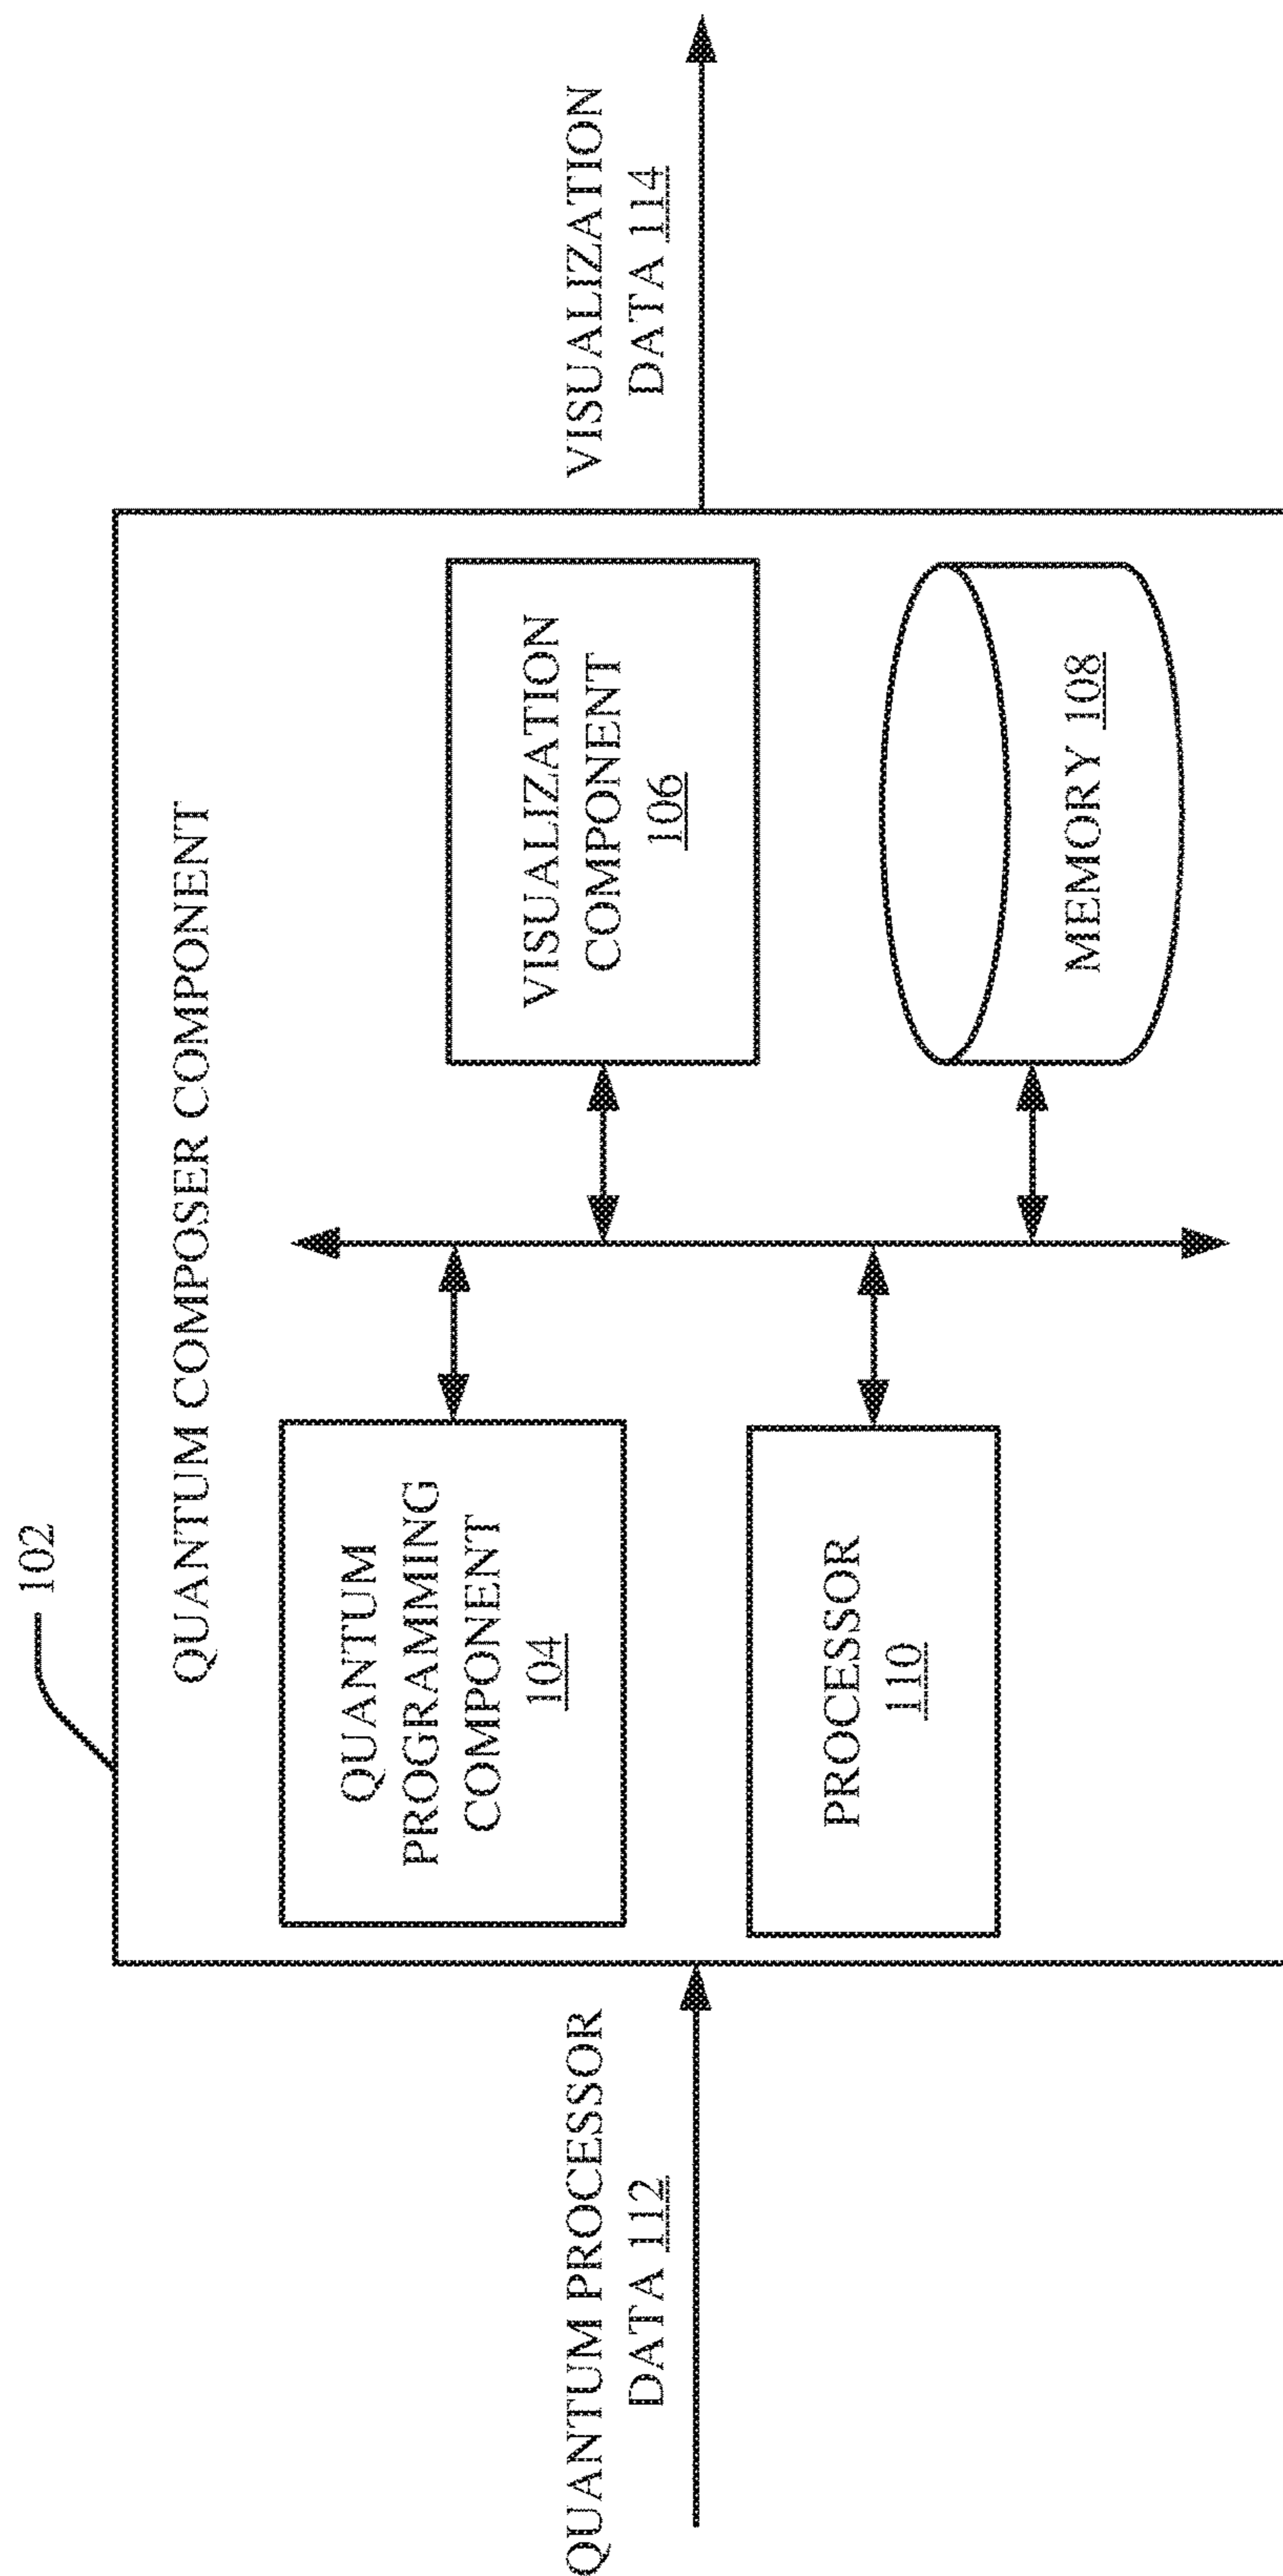 102
QUANTUM COMPOSER COMPONENT
QUANTUM PROCESSOR
DATA 112
QUANTUM
PROGRAMMING
COMPONENT
104
VISUALIZATION
COMPONENT
106
PROCESSOR
110
MEMORY 108
VISUALIZATION
DATA 114